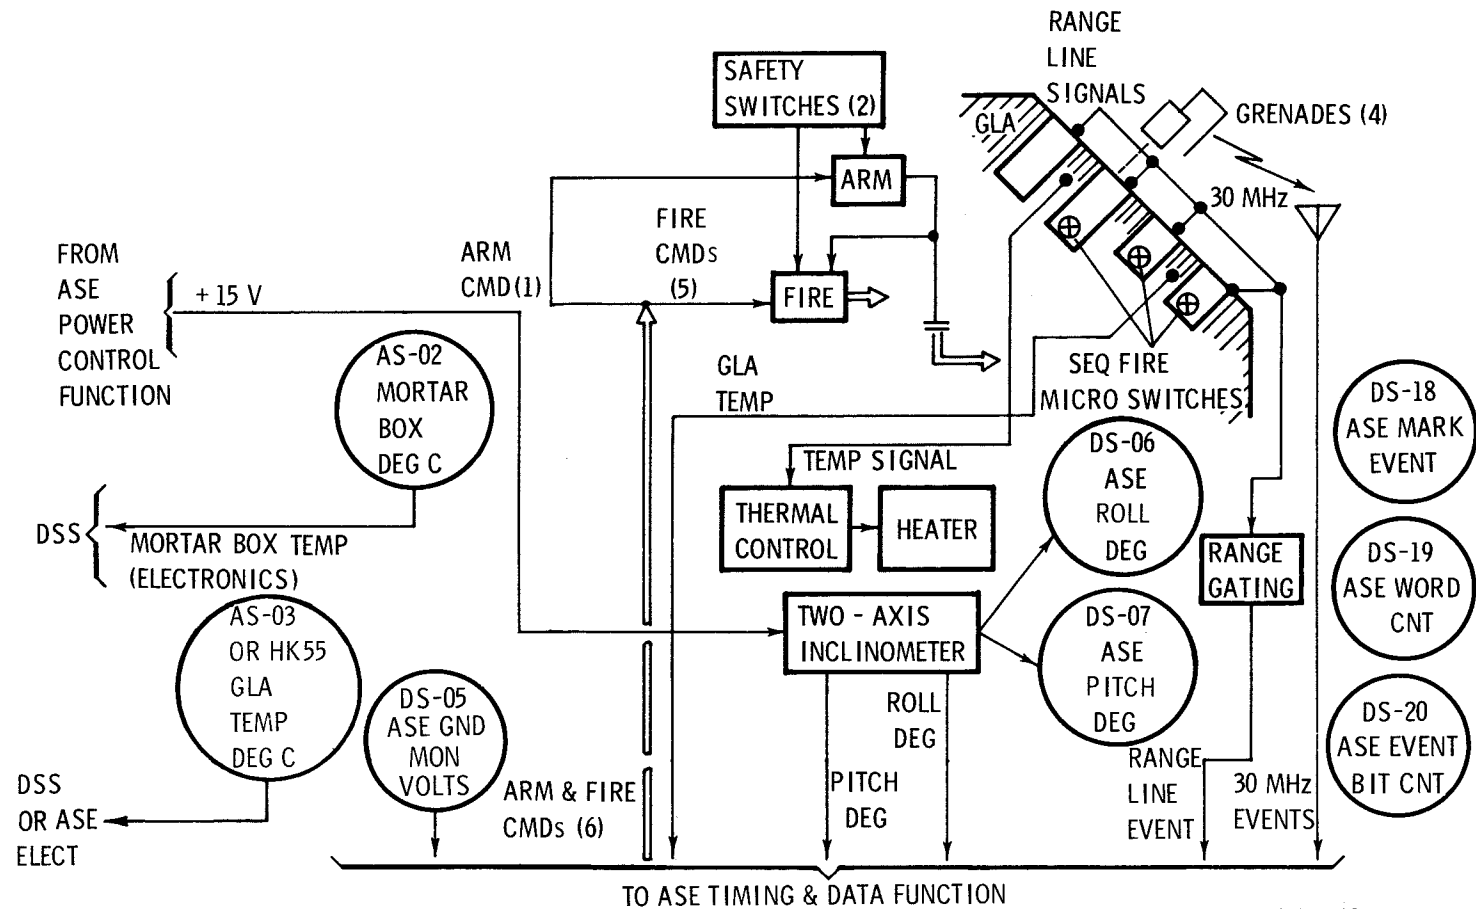 RANGE
LINE
SIGNALS
SAFETY
SWITCHES (2)
GLA
GRENADES (4)
ARM
30 MHz
FROM
ASE
POWER
CONTROL
FUNCTION
+ 15 V
ARM
CMD (1)
FIRE
CMDs
(5)
FIRE
AS-02
MORTAR
BOX
DEG C
GLA
TEMP
SEQ FIRE
MICRO SWITCHES
DS-18
ASE MARK
EVENT
DS-06
ASE
ROLL
DEG
TEMP SIGNAL
THERMAL
CONTROL
HEATER
DSS
MORTAR BOX TEMP
(ELECTRONICS)
RANGE
GATING
DS-19
ASE WORD
CNT
AS-03
OR HK55
GLA
TEMP
DEG C
TWO - AXIS
INCLINOMETER
DS-07
ASE
PITCH
DEG
DS-05
ASE GND
MON
VOLTS
ROLL
DEG
DS-20
ASE EVENT
BIT CNT
DSS
OR ASE
ELECT
ARM & FIRE
CMDs (6)
PITCH
DEG
RANGE
LINE
EVENT
30 MHz
EVENTS
TO ASE TIMING & DATA FUNCTION